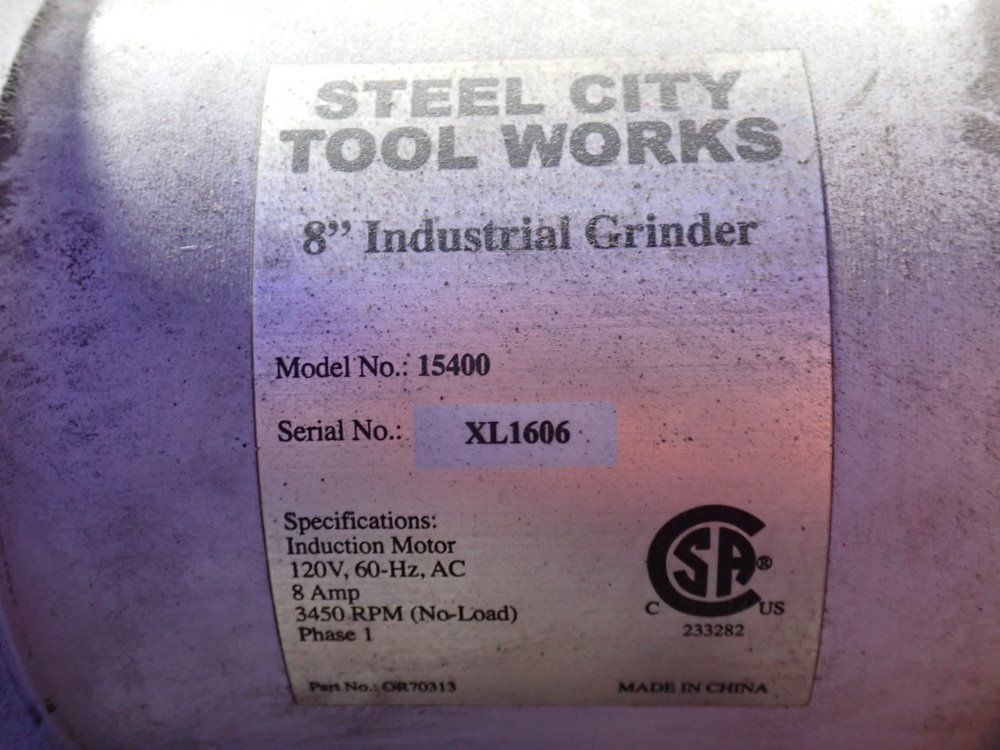 STEEL CITY
TOOL WORKS
8” Industrial Grinder
Model No.: 15400
Serial No.: XL1606
Specifications:
Induction Motor
120V, 60-Hz, AC
8 Amp
3450 RPM (No-Load)
Phase 1
CSA®
C US
233282
Part No.: OR70313
MADE IN CHINA